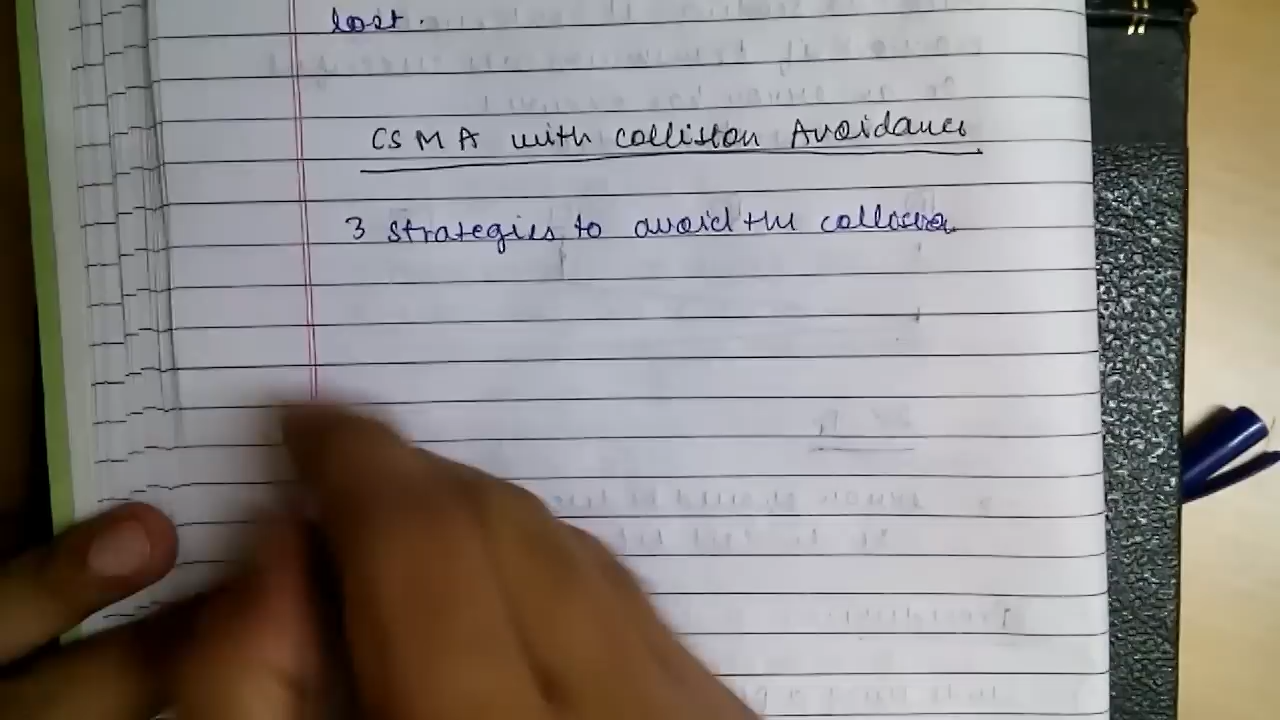 lost.
CSMA with collision Avoidance
3 strategies to avoid the collision